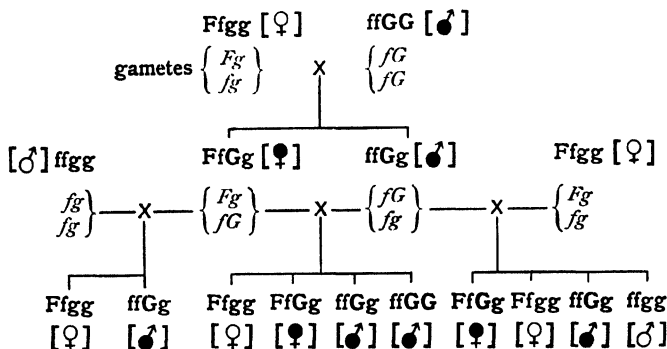 Ffgg [♀] ffGG [♂]
gametes { Fg } x { fG
{ fg } { fG
[♂] ffgg FfGg [♀] ffGg [♂] Ffgg [♀]
fg } x { Fg } x { fG } x { Fg
fg } { fG } { fg } { fg
Ffgg ffGg Ffgg FfGg ffGg ffGG FfGg Ffgg ffGg ffgg
[♀] [♂] [♀] [♀] [♂] [♂] [♀] [♀] [♂] [♂]